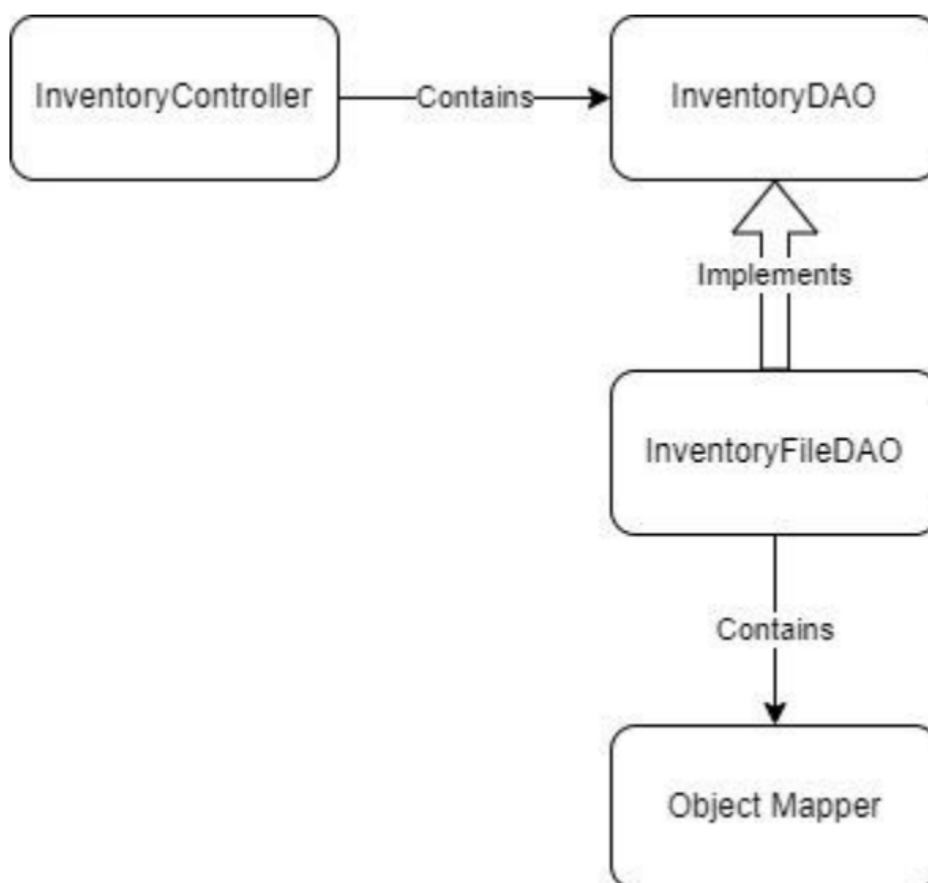 InventoryController
Contains
InventoryDAO
Implements
InventoryFileDAO
Contains
Object Mapper